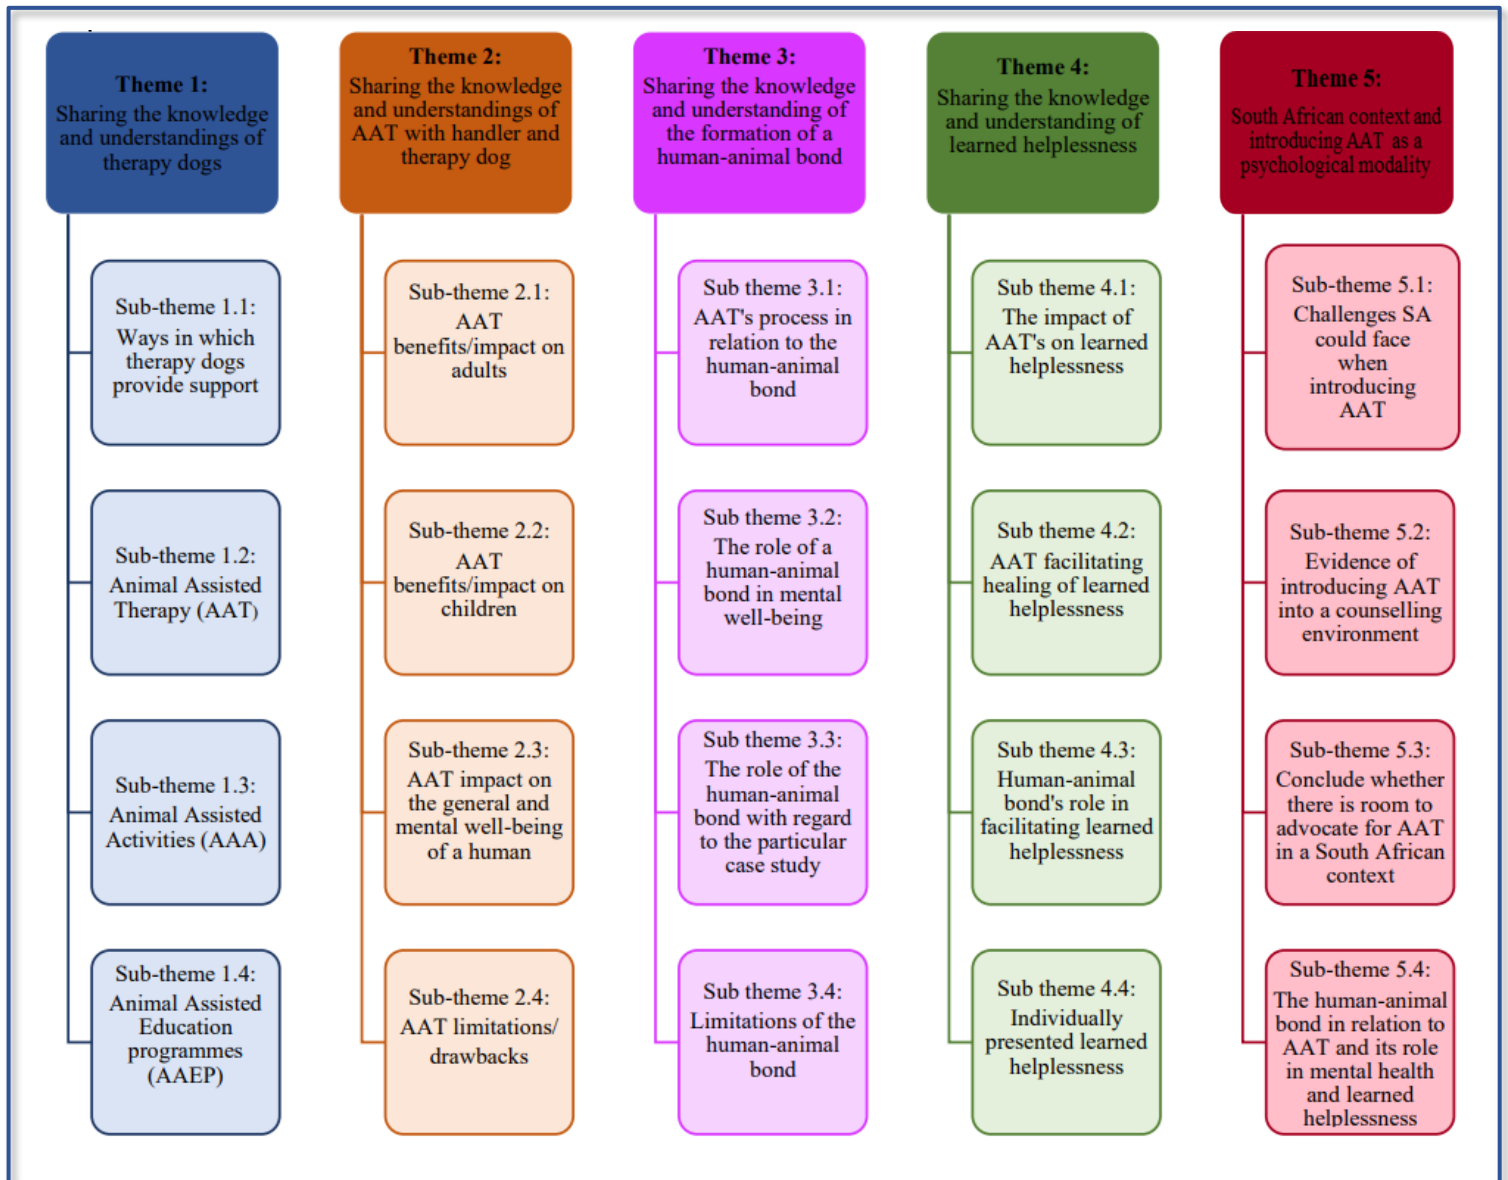 Theme 1:
Sharing the knowledge
and understandings of
therapy dogs
Sub-theme 1.1:
Ways in which
therapy dogs
provide support
Sub-theme 1.2:
Animal Assisted
Therapy (AAT)
Sub-theme 1.3:
Animal Assisted
Activities (AAA)
Sub-theme 1.4:
Animal Assisted
Education
programmes
(AAEP)
Theme 2:
Sharing the knowledge
and understandings of
AAT with handler and
therapy dog
Sub-theme 2.1:
AAT
benefits/impact on
adults
Sub-theme 2.2:
AAT
benefits/impact on
children
Sub-theme 2.3:
AAT impact on
the general and
mental well-being
of a human
Sub-theme 2.4:
AAT limitations/
drawbacks
Theme 3:
Sharing the knowledge
and understanding of
the formation of a
human-animal bond
Sub theme 3.1:
AAT's process in
relation to the
human-animal
bond
Sub theme 3.2:
The role of a
human-animal
bond in mental
well-being
Sub theme 3.3:
The role of the
human-animal
bond with regard
to the particular
case study
Sub theme 3.4:
Limitations of the
human-animal
bond
Theme 4:
Sharing the knowledge
and understanding of
learned helplessness
Sub theme 4.1:
The impact of
AAT's on learned
helplessness
Sub theme 4.2:
AAT facilitating
healing of learned
helplessness
Sub theme 4.3:
Human-animal
bond's role in
facilitating learned
helplessness
Sub theme 4.4:
Individually
presented learned
helplessness
Theme 5:
South African context and
introducing AAT as a
psychological modality
Sub-theme 5.1:
Challenges SA
could face
when
introducing
AAT
Sub-theme 5.2:
Evidence of
introducing AAT
into a counselling
environment
Sub-theme 5.3:
Conclude whether
there is room to
advocate for AAT
in a South African
context
Sub-theme 5.4:
The human-animal
bond in relation to
AAT and its role
in mental health
and learned
helplessness